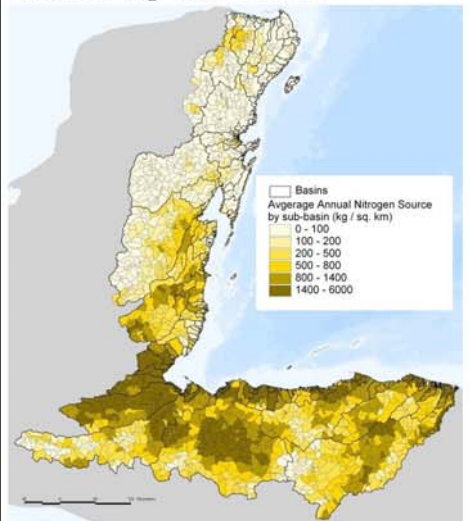 Basins
Avgerage Annual Nitrogen Source
by sub-basin (kg / sq. km)
0 - 100
100 - 200
200 - 500
500 - 800
800 - 1400
1400 - 6000